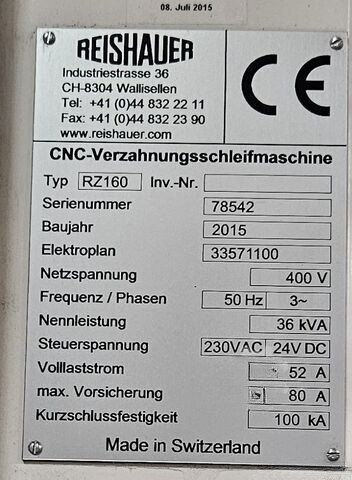 08. Juli 2015
REISHAUER
Industriestrasse 36
CH-8304 Wallisellen
Tel: +41 (0)44 832 22 11
Fax: +41 (0)44 832 23 90
www.reishauer.com
CE
CNC-Verzahnungsschleifmaschine
Typ RZ160 Inv.-Nr.
Seriennummer 78542
Baujahr 2015
Elektroplan 33571100
Netzspannung 400 V
Frequenz / Phasen 50 Hz 3~
Nennleistung 36 kVA
Steuerspannung 230VAC 24V DC
Volllaststrom 52 A
max. Vorsicherung 80 A
Kurzschlussfestigkeit 100 kA
Made in Switzerland